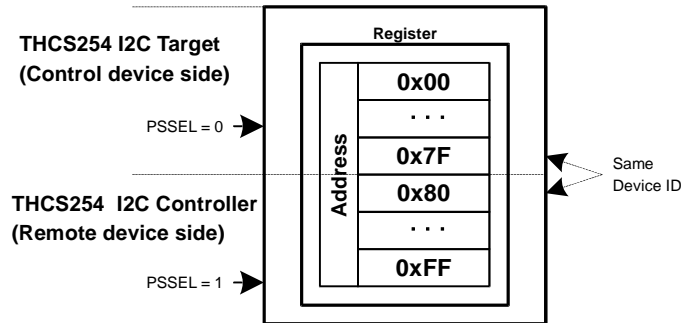 THCS254 I2C Target
(Control device side)
PSSEL = 0
THCS254 I2C Controller
(Remote device side)
PSSEL = 1
Register
Address
0x00
· · ·
0x7F
0x80
· · ·
0xFF
Same
Device ID